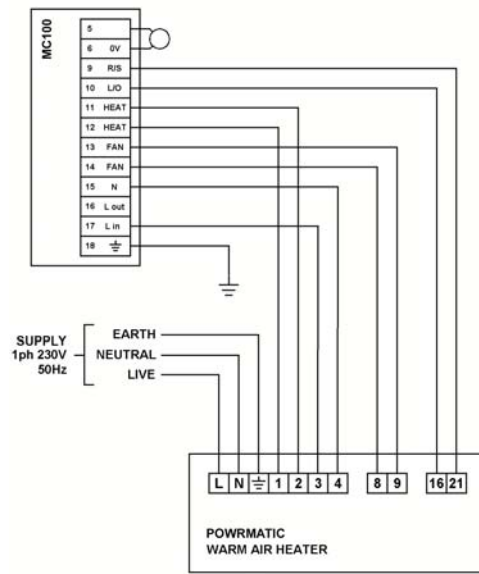 MC100
5
6 0V
9 R/S
10 L/O
11 HEAT
12 HEAT
13 FAN
14 FAN
15 N
16 L out
17 L in
18
SUPPLY
1ph 230V
50Hz
EARTH
NEUTRAL
LIVE
L N 1 2 3 4 8 9 16 21
POWRMATIC
WARM AIR HEATER